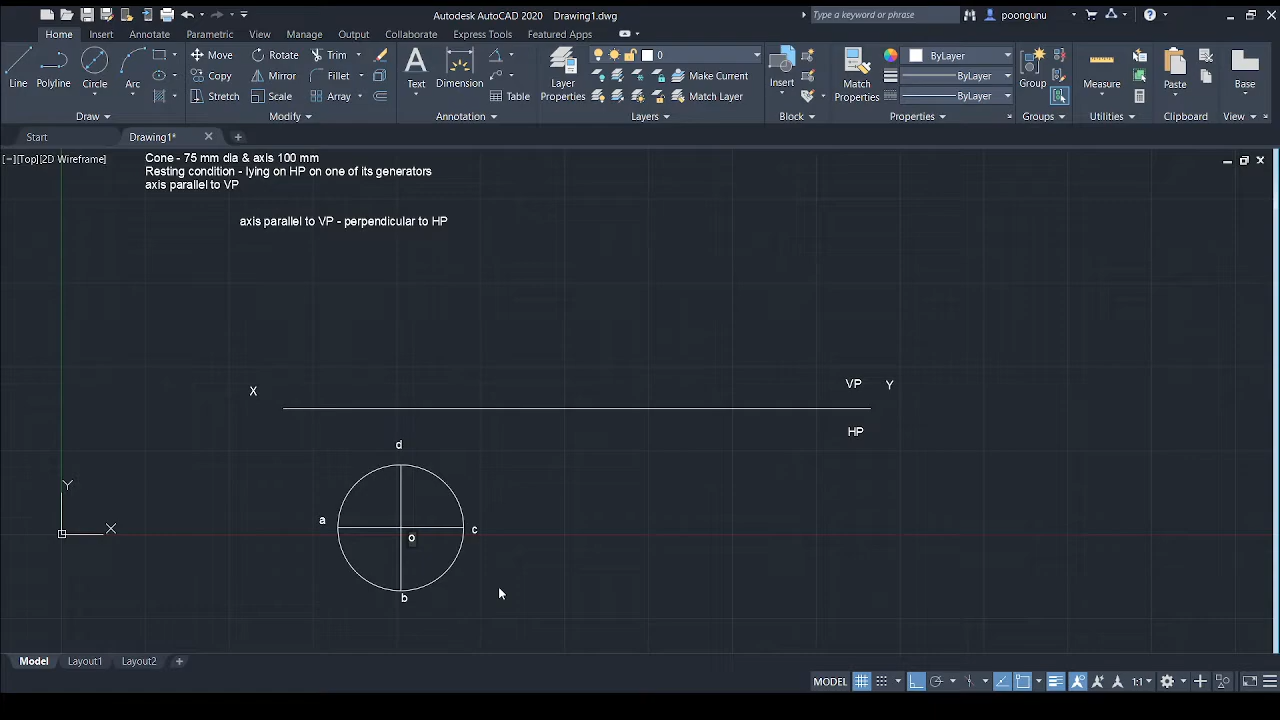 Autodesk AutoCAD 2020 Drawing1.dwg
Type a keyword or phrase
poongunu
Home Insert Annotate Parametric View Manage Output Collaborate Express Tools Featured Apps
Line Polyline Circle Arc
Move Rotate Trim
Copy Mirror Fillet
Stretch Scale Array
Text Dimension Table
Layer Properties
0
Make Current
Match Layer
Insert
Match Properties
ByLayer
ByLayer
ByLayer
Group
Measure
Paste
Base
Draw Modify Annotation Layers Block Properties Groups Utilities Clipboard View
Start Drawing1*
[−][Top][2D Wireframe]
Cone - 75 mm dia & axis 100 mm
Resting condition - lying on HP on one of its generators
axis parallel to VP
axis parallel to VP - perpendicular to HP
X
VP Y
HP
d
a
o
c
b
Y
X
Model Layout1 Layout2
MODEL
1:1